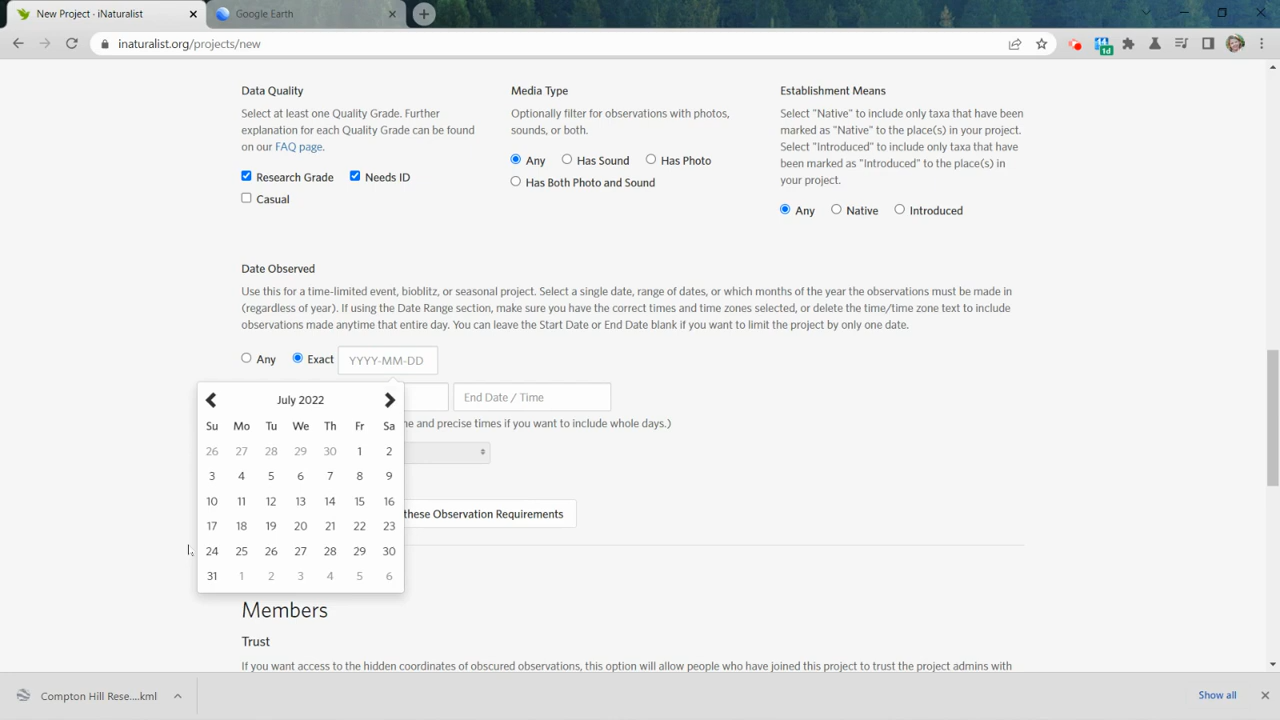 New Project · iNaturalist
Google Earth
inaturalist.org/projects/new
1d
Data Quality
Select at least one Quality Grade. Further
explanation for each Quality Grade can be found
on our FAQ page.
Research Grade
Needs ID
Casual
Media Type
Optionally filter for observations with photos,
sounds, or both.
Any
Has Sound
Has Photo
Has Both Photo and Sound
Establishment Means
Select "Native" to include only taxa that have been
marked as "Native" to the place(s) in your project.
Select "Introduced" to include only taxa that have
been marked as "Introduced" to the place(s) in
your project.
Any
Native
Introduced
Date Observed
Use this for a time-limited event, bioblitz, or seasonal project. Select a single date, range of dates, or which months of the year the observations must be made in
(regardless of year). If using the Date Range section, make sure you have the correct times and time zones selected, or delete the time/time zone text to include
observations made anytime that entire day. You can leave the Start Date or End Date blank if you want to limit the project by only one date.
Any
Exact
YYYY-MM-DD
End Date / Time
ne and precise times if you want to include whole days.)
these Observation Requirements
July 2022
Su Mo Tu We Th Fr Sa
26 27 28 29 30 1 2
3 4 5 6 7 8 9
10 11 12 13 14 15 16
17 18 19 20 21 22 23
24 25 26 27 28 29 30
31 1 2 3 4 5 6
Members
Trust
If you want access to the hidden coordinates of obscured observations, this option will allow people who have joined this project to trust the project admins with
Compton Hill Rese....kml
Show all